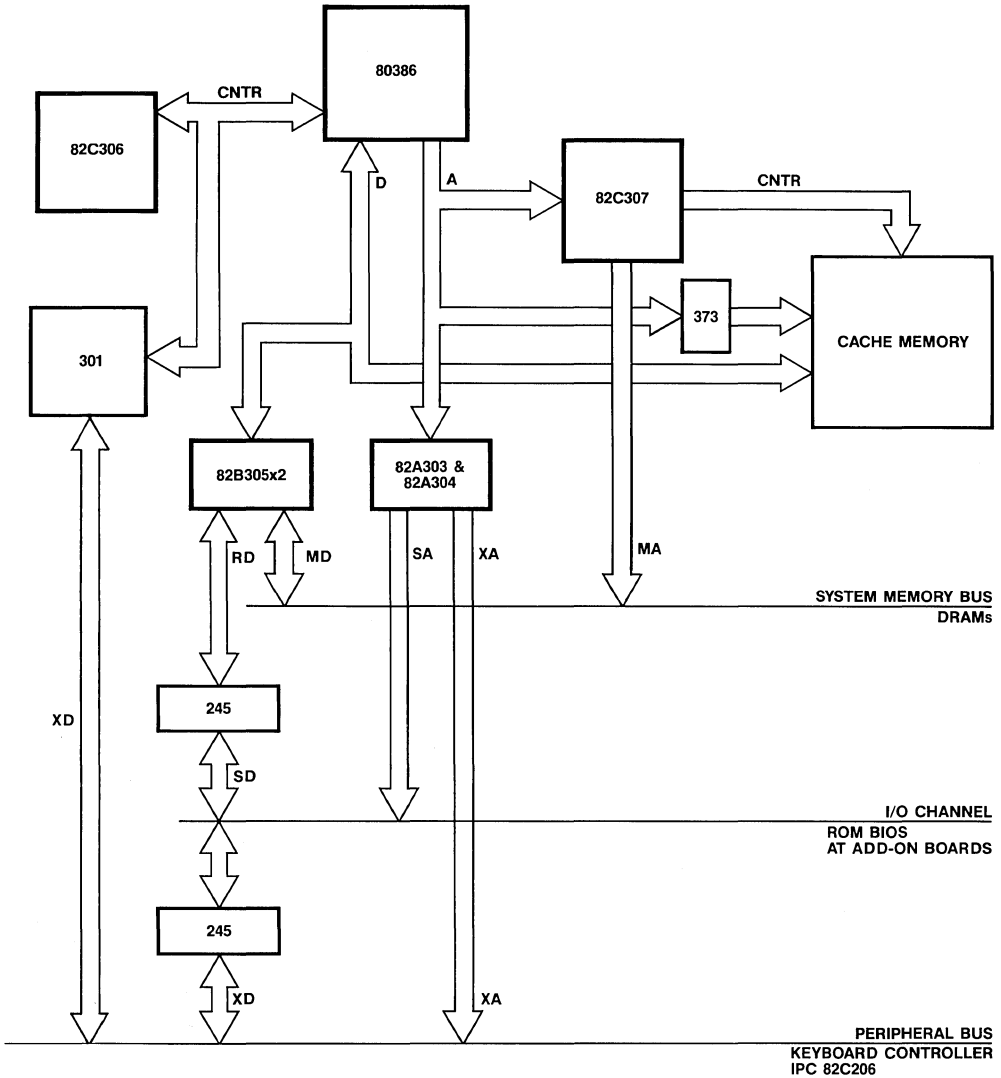 80386
CNTR
82C306
D
A
82C307
CNTR
373
301
CACHE MEMORY
82B305x2
82A303 &
82A304
RD
MD
SA
XA
MA
SYSTEM MEMORY BUS
DRAMs
245
XD
SD
I/O CHANNEL
ROM BIOS
AT ADD-ON BOARDS
245
XD
XA
PERIPHERAL BUS
KEYBOARD CONTROLLER
IPC 82C206